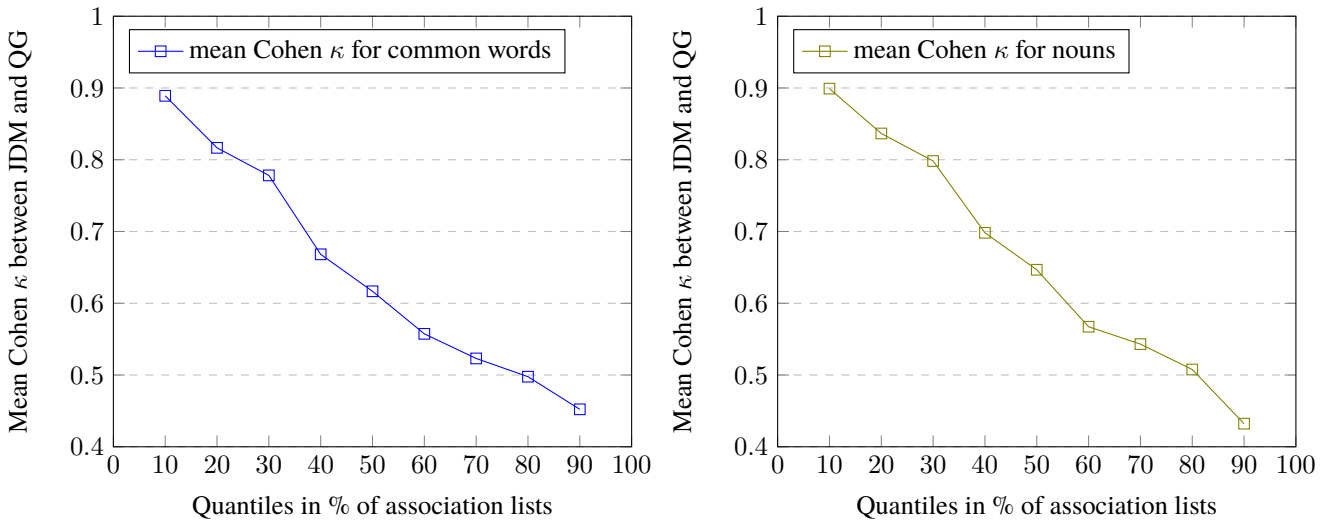 Mean Cohen κ between JDM and QG
1
0.9
0.8
0.7
0.6
0.5
0.4
mean Cohen κ for common words
0 10 20 30 40 50 60 70 80 90 100
Quantiles in % of association lists
Mean Cohen κ between JDM and QG
1
0.9
0.8
0.7
0.6
0.5
0.4
mean Cohen κ for nouns
0 10 20 30 40 50 60 70 80 90 100
Quantiles in % of association lists